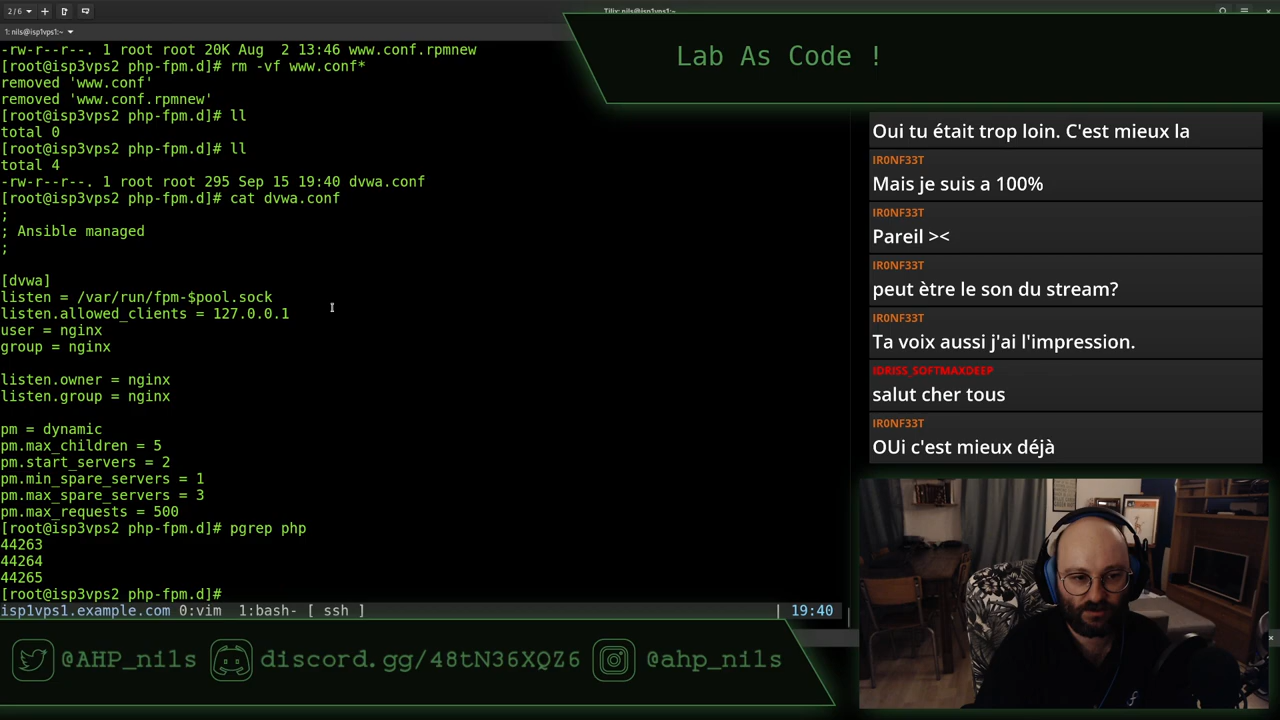 2/6
Tilix: nils@isp1vps1:~
1: nils@isp1vps1:~
-rw-r--r--. 1 root root 20K Aug  2 13:46 www.conf.rpmnew
[root@isp3vps2 php-fpm.d]# rm -vf www.conf*
removed 'www.conf'
removed 'www.conf.rpmnew'
[root@isp3vps2 php-fpm.d]# ll
total 0
[root@isp3vps2 php-fpm.d]# ll
total 4
-rw-r--r--. 1 root root 295 Sep 15 19:40 dvwa.conf
[root@isp3vps2 php-fpm.d]# cat dvwa.conf
;
; Ansible managed
;
[dvwa]
listen = /var/run/fpm-$pool.sock
listen.allowed_clients = 127.0.0.1
user = nginx
group = nginx
listen.owner = nginx
listen.group = nginx
pm = dynamic
pm.max_children = 5
pm.start_servers = 2
pm.min_spare_servers = 1
pm.max_spare_servers = 3
pm.max_requests = 500
[root@isp3vps2 php-fpm.d]# pgrep php
44263
44264
44265
[root@isp3vps2 php-fpm.d]#
isp1vps1.example.com 0:vim  1:bash- [ ssh ] | 19:40
Lab As Code !
Oui tu était trop loin. C'est mieux la
IR0NF33T
Mais je suis a 100%
IR0NF33T
Pareil ><
IR0NF33T
peut ètre le son du stream?
IR0NF33T
Ta voix aussi j'ai l'impression.
IDRISS_SOFTMAXDEEP
salut cher tous
IR0NF33T
OUi c'est mieux déjà
@AHP_nils discord.gg/48tN36XQZ6 @ahp_nils